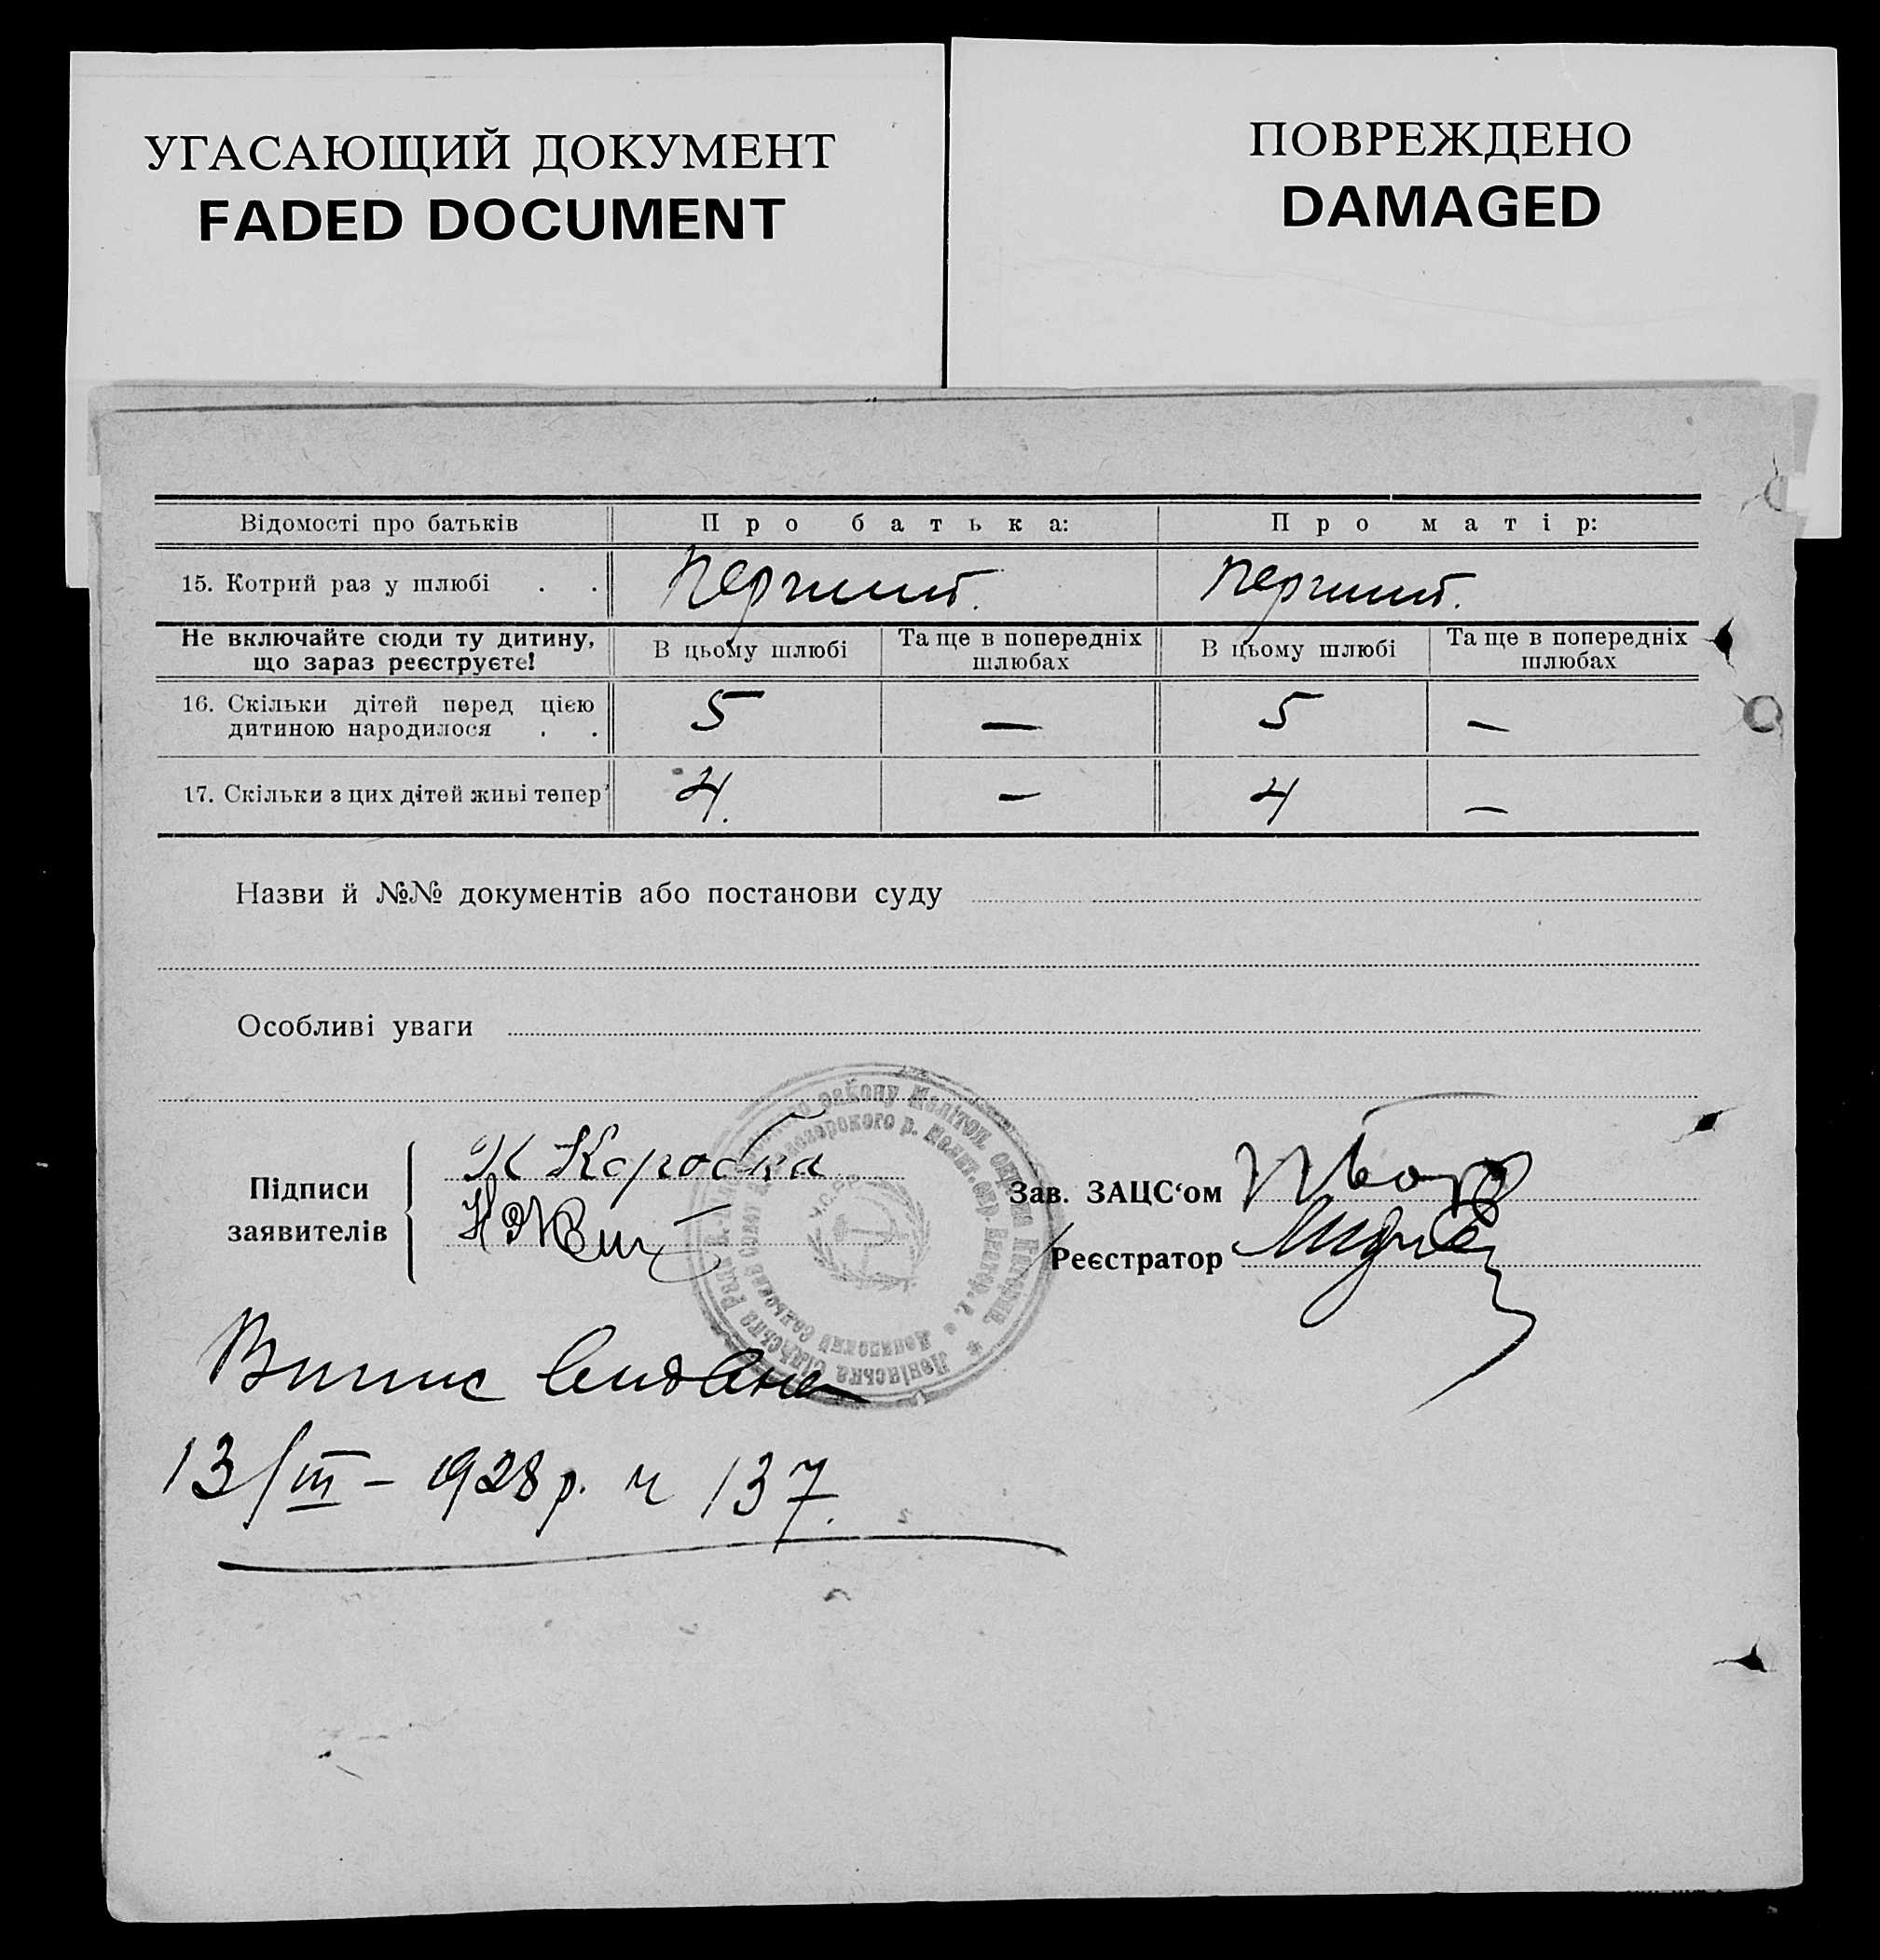 УГАСАЮЩИЙ ДОКУМЕНТ
FADED DOCUMENT
ПОВРЕЖДЕНО
DAMAGED
Відомості про батьків Про батька: Про матір:
15. Котрий раз у шлюбі . . перший. перший.
Не включайте сюди ту дитину, що зараз реєструєте! В цьому шлюбі Та ще в попередніх шлюбах В цьому шлюбі Та ще в попередніх шлюбах
16. Скільки дітей перед цією дитиною народилося . . 5 — 5 —
17. Скільки з цих дітей живі тепер 4. — 4 —
Назви й №№ документів або постанови суду
Особливі уваги
Підписи заявителів
К Коробка
Зав. ЗАЦС‘ом
Реєстратор
Випис видано
13/III – 1928 р. н 137.